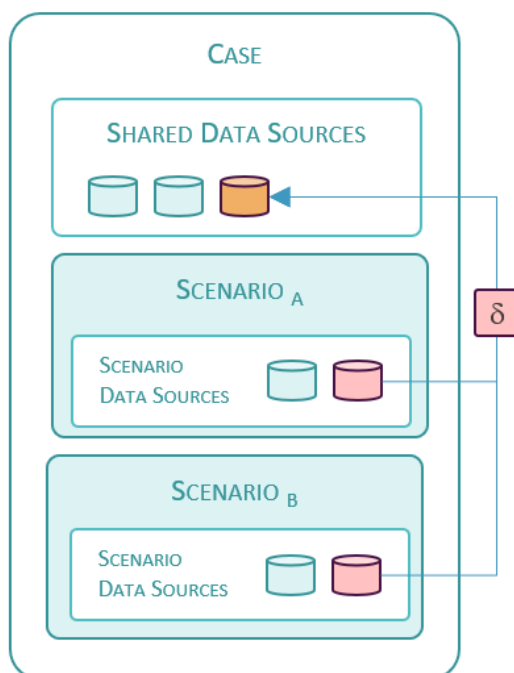 CASE
SHARED DATA SOURCES
SCENARIO A
δ
SCENARIO
DATA SOURCES
SCENARIO B
SCENARIO
DATA SOURCES